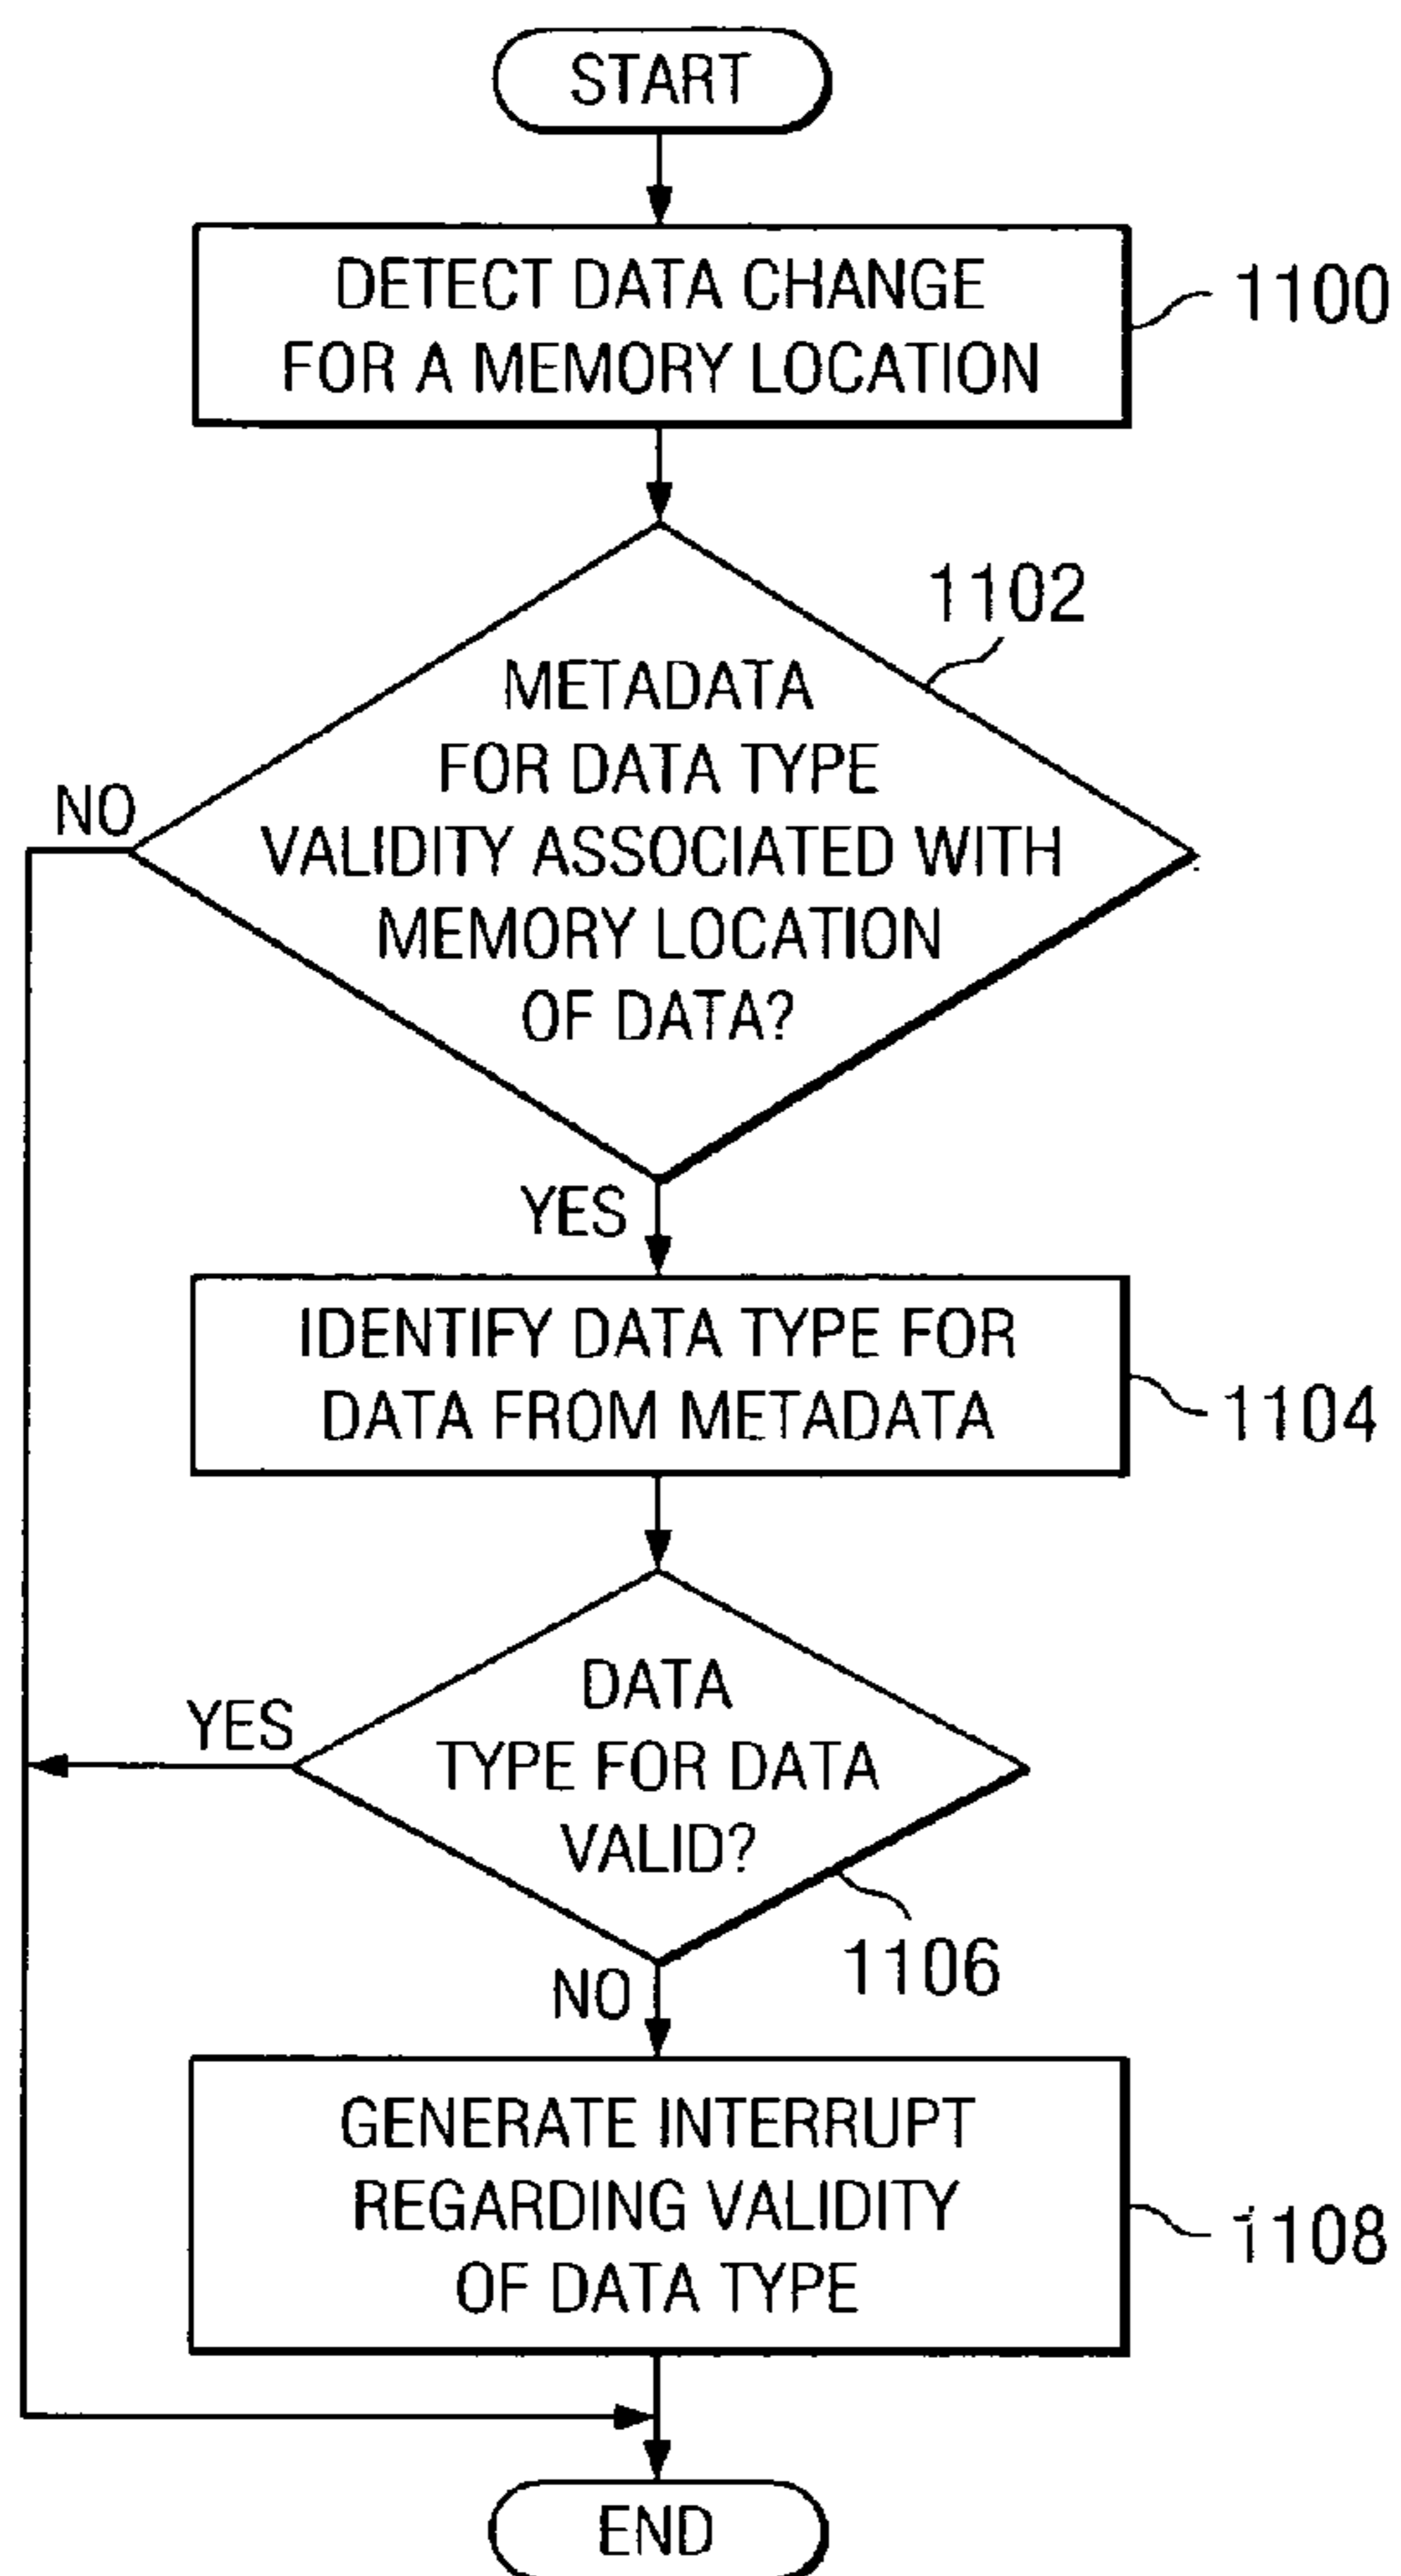 START
DETECT DATA CHANGE
FOR A MEMORY LOCATION
1100
1102
METADATA
FOR DATA TYPE
VALIDITY ASSOCIATED WITH
MEMORY LOCATION
OF DATA?
NO
YES
IDENTIFY DATA TYPE FOR
DATA FROM METADATA
1104
DATA
TYPE FOR DATA
VALID?
YES
1106
NO
GENERATE INTERRUPT
REGARDING VALIDITY
OF DATA TYPE
1108
END